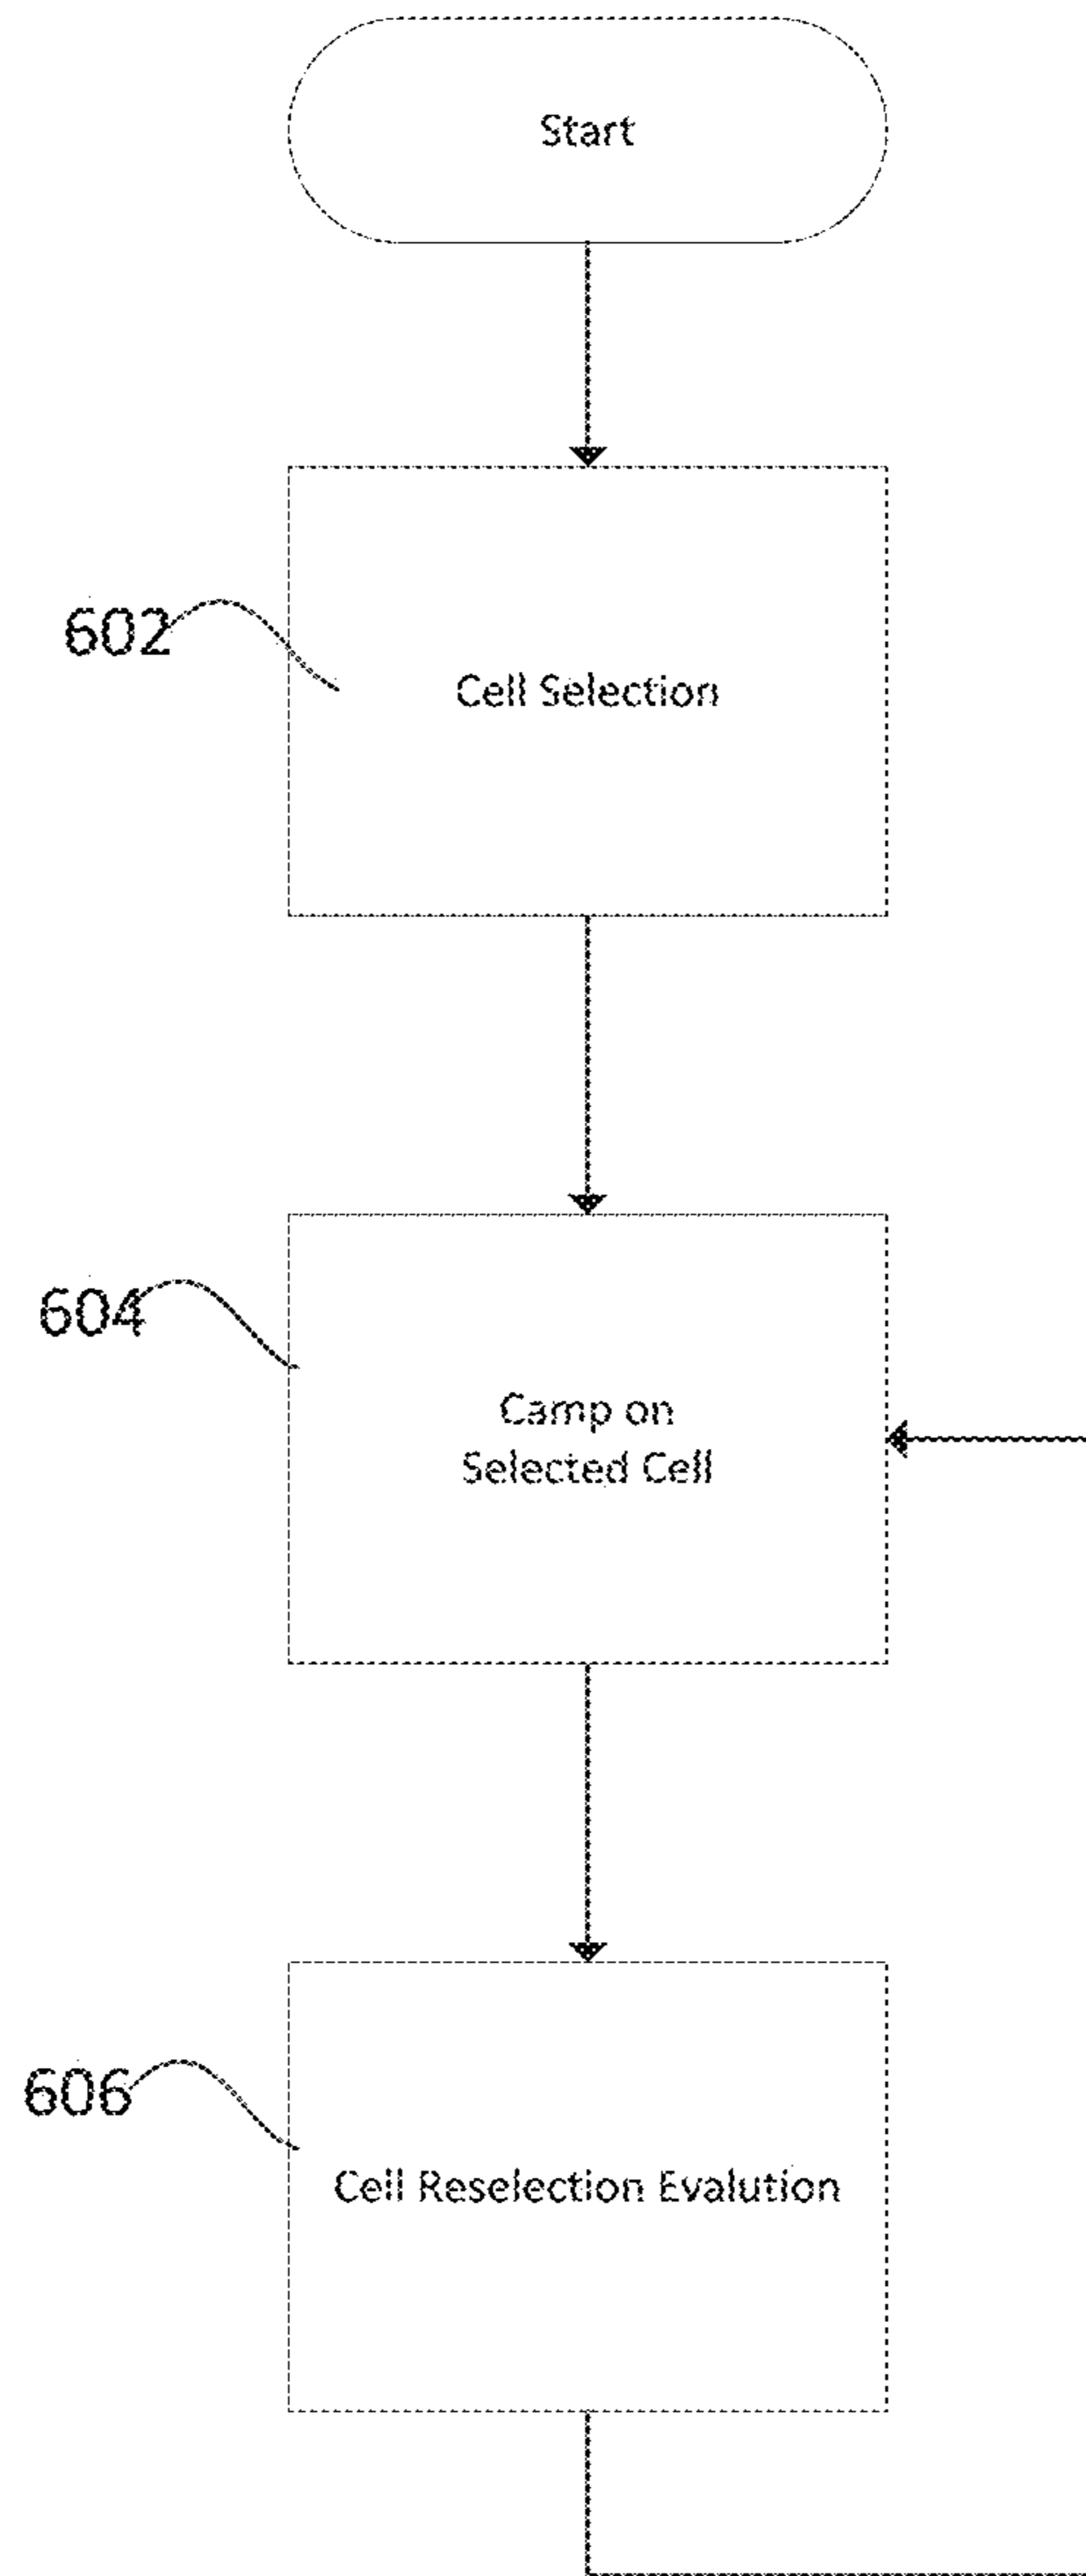 Start
602
Cell Selection
604
Camp on
Selected Cell
606
Cell Reselection Evalution